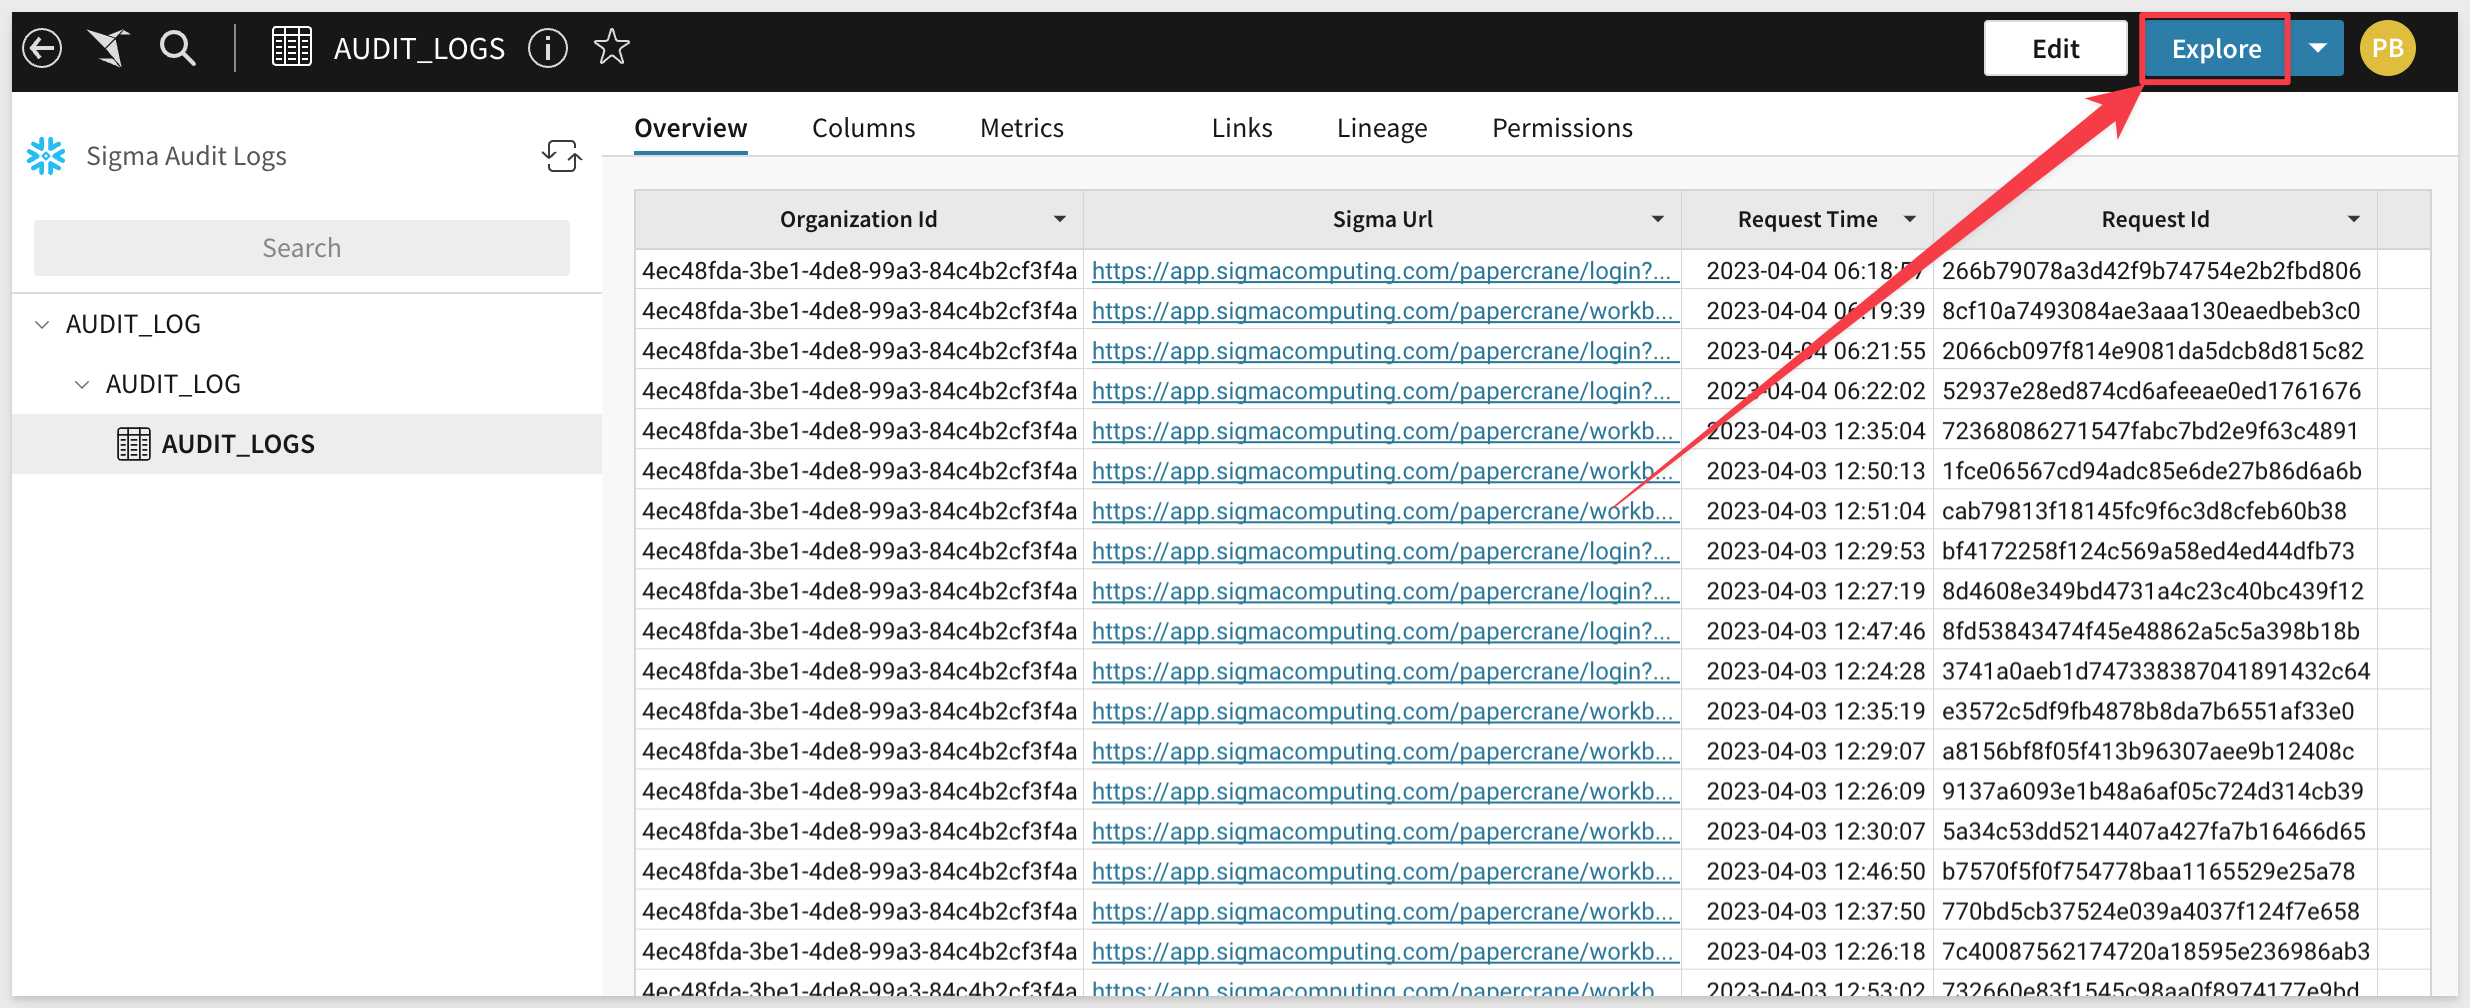 AUDIT_LOGS Edit Explore PB
Sigma Audit Logs
Search
AUDIT_LOG
AUDIT_LOG
AUDIT_LOGS
Overview Columns Metrics Links Lineage Permissions
Organization Id Sigma Url Request Time Request Id
4ec48fda-3be1-4de8-99a3-84c4b2cf3f4a https://app.sigmacomputing.com/papercrane/login?... 2023-04-04 06:18:57 266b79078a3d42f9b74754e2b2fbd806
4ec48fda-3be1-4de8-99a3-84c4b2cf3f4a https://app.sigmacomputing.com/papercrane/workb... 2023-04-04 06:19:39 8cf10a7493084ae3aaa130eaedbeb3c0
4ec48fda-3be1-4de8-99a3-84c4b2cf3f4a https://app.sigmacomputing.com/papercrane/login?... 2023-04-04 06:21:55 2066cb097f814e9081da5dcb8d815c82
4ec48fda-3be1-4de8-99a3-84c4b2cf3f4a https://app.sigmacomputing.com/papercrane/login?... 2023-04-04 06:22:02 52937e28ed874cd6afeeae0ed1761676
4ec48fda-3be1-4de8-99a3-84c4b2cf3f4a https://app.sigmacomputing.com/papercrane/workb... 2023-04-03 12:35:04 72368086271547fabc7bd2e9f63c4891
4ec48fda-3be1-4de8-99a3-84c4b2cf3f4a https://app.sigmacomputing.com/papercrane/workb... 2023-04-03 12:50:13 1fce06567cd94adc85e6de27b86d6a6b
4ec48fda-3be1-4de8-99a3-84c4b2cf3f4a https://app.sigmacomputing.com/papercrane/workb... 2023-04-03 12:51:04 cab79813f18145fc9f6c3d8cfeb60b38
4ec48fda-3be1-4de8-99a3-84c4b2cf3f4a https://app.sigmacomputing.com/papercrane/login?... 2023-04-03 12:29:53 bf4172258f124c569a58ed4ed44dfb73
4ec48fda-3be1-4de8-99a3-84c4b2cf3f4a https://app.sigmacomputing.com/papercrane/login?... 2023-04-03 12:27:19 8d4608e349bd4731a4c23c40bc439f12
4ec48fda-3be1-4de8-99a3-84c4b2cf3f4a https://app.sigmacomputing.com/papercrane/login?... 2023-04-03 12:47:46 8fd53843474f45e48862a5c5a398b18b
4ec48fda-3be1-4de8-99a3-84c4b2cf3f4a https://app.sigmacomputing.com/papercrane/login?... 2023-04-03 12:24:28 3741a0aeb1d747338387041891432c64
4ec48fda-3be1-4de8-99a3-84c4b2cf3f4a https://app.sigmacomputing.com/papercrane/workb... 2023-04-03 12:35:19 e3572c5df9fb4878b8da7b6551af33e0
4ec48fda-3be1-4de8-99a3-84c4b2cf3f4a https://app.sigmacomputing.com/papercrane/workb... 2023-04-03 12:29:07 a8156bf8f05f413b96307aee9b12408c
4ec48fda-3be1-4de8-99a3-84c4b2cf3f4a https://app.sigmacomputing.com/papercrane/workb... 2023-04-03 12:26:09 9137a6093e1b48a6af05c724d314cb39
4ec48fda-3be1-4de8-99a3-84c4b2cf3f4a https://app.sigmacomputing.com/papercrane/workb... 2023-04-03 12:30:07 5a34c53dd5214407a427fa7b16466d65
4ec48fda-3be1-4de8-99a3-84c4b2cf3f4a https://app.sigmacomputing.com/papercrane/workb... 2023-04-03 12:46:50 b7570f5f0f754778baa1165529e25a78
4ec48fda-3be1-4de8-99a3-84c4b2cf3f4a https://app.sigmacomputing.com/papercrane/workb... 2023-04-03 12:37:50 770bd5cb37524e039a4037f124f7e658
4ec48fda-3be1-4de8-99a3-84c4b2cf3f4a https://app.sigmacomputing.com/papercrane/workb... 2023-04-03 12:26:18 7c40087562174720a18595e236986ab3
4ec48fda-3be1-4de8-99a3-84c4b2cf3f4a https://app.sigmacomputing.com/papercrane/workb... 2023-04-03 12:53:02 732660e83f1545c98aa0f8974177e9bd